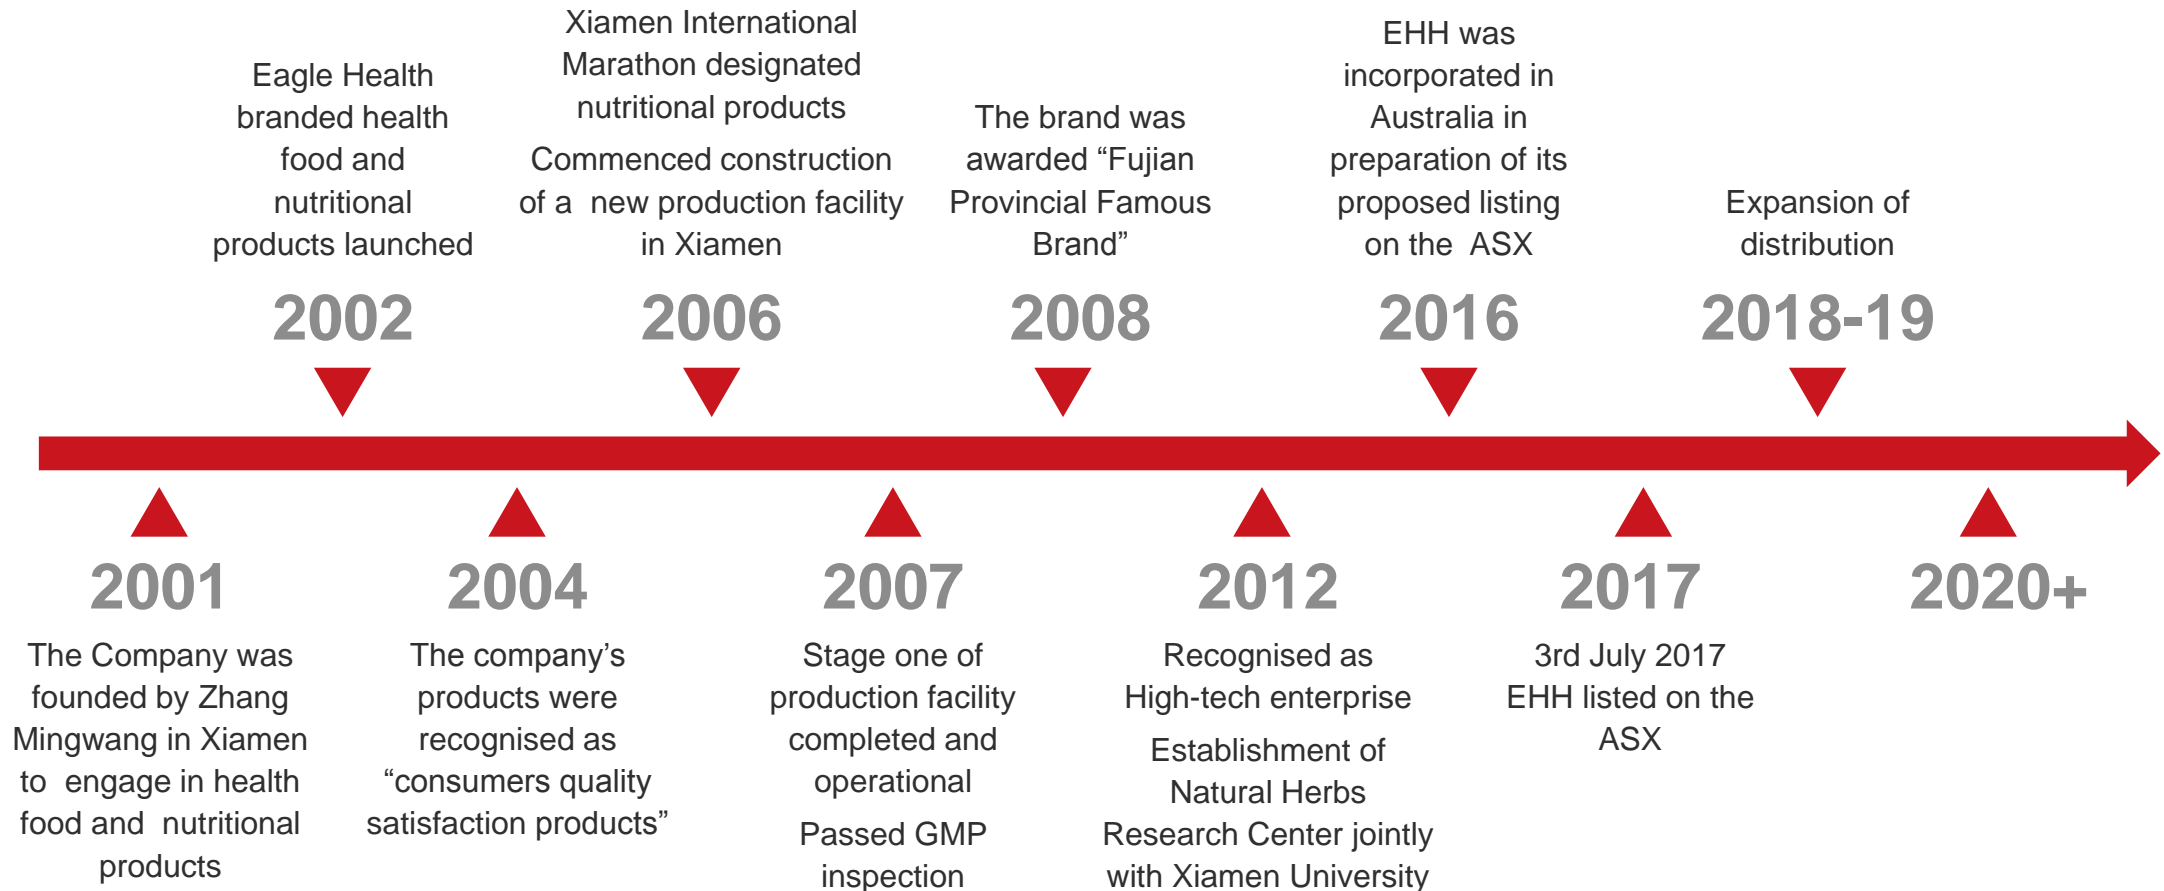 Eagle Health
branded health
food and
nutritional
products launched
2002
Xiamen International
Marathon designated
nutritional products
Commenced construction
of a  new production facility
in Xiamen
2006
The brand was
awarded “Fujian
Provincial Famous
Brand”
2008
EHH was
incorporated in
Australia in
preparation of its
proposed listing
on the  ASX
2016
Expansion of
distribution
2018-19
2001
The Company was
founded by Zhang
Mingwang in Xiamen
to  engage in health
food and  nutritional
products
2004
The company’s
products were
recognised as
“consumers quality
satisfaction products”
2007
Stage one of
production facility
completed and
operational
Passed GMP
inspection
2012
Recognised as
High-tech enterprise
Establishment of
Natural Herbs
Research Center jointly
with Xiamen University
2017
3rd July 2017
EHH listed on the
ASX
2020+